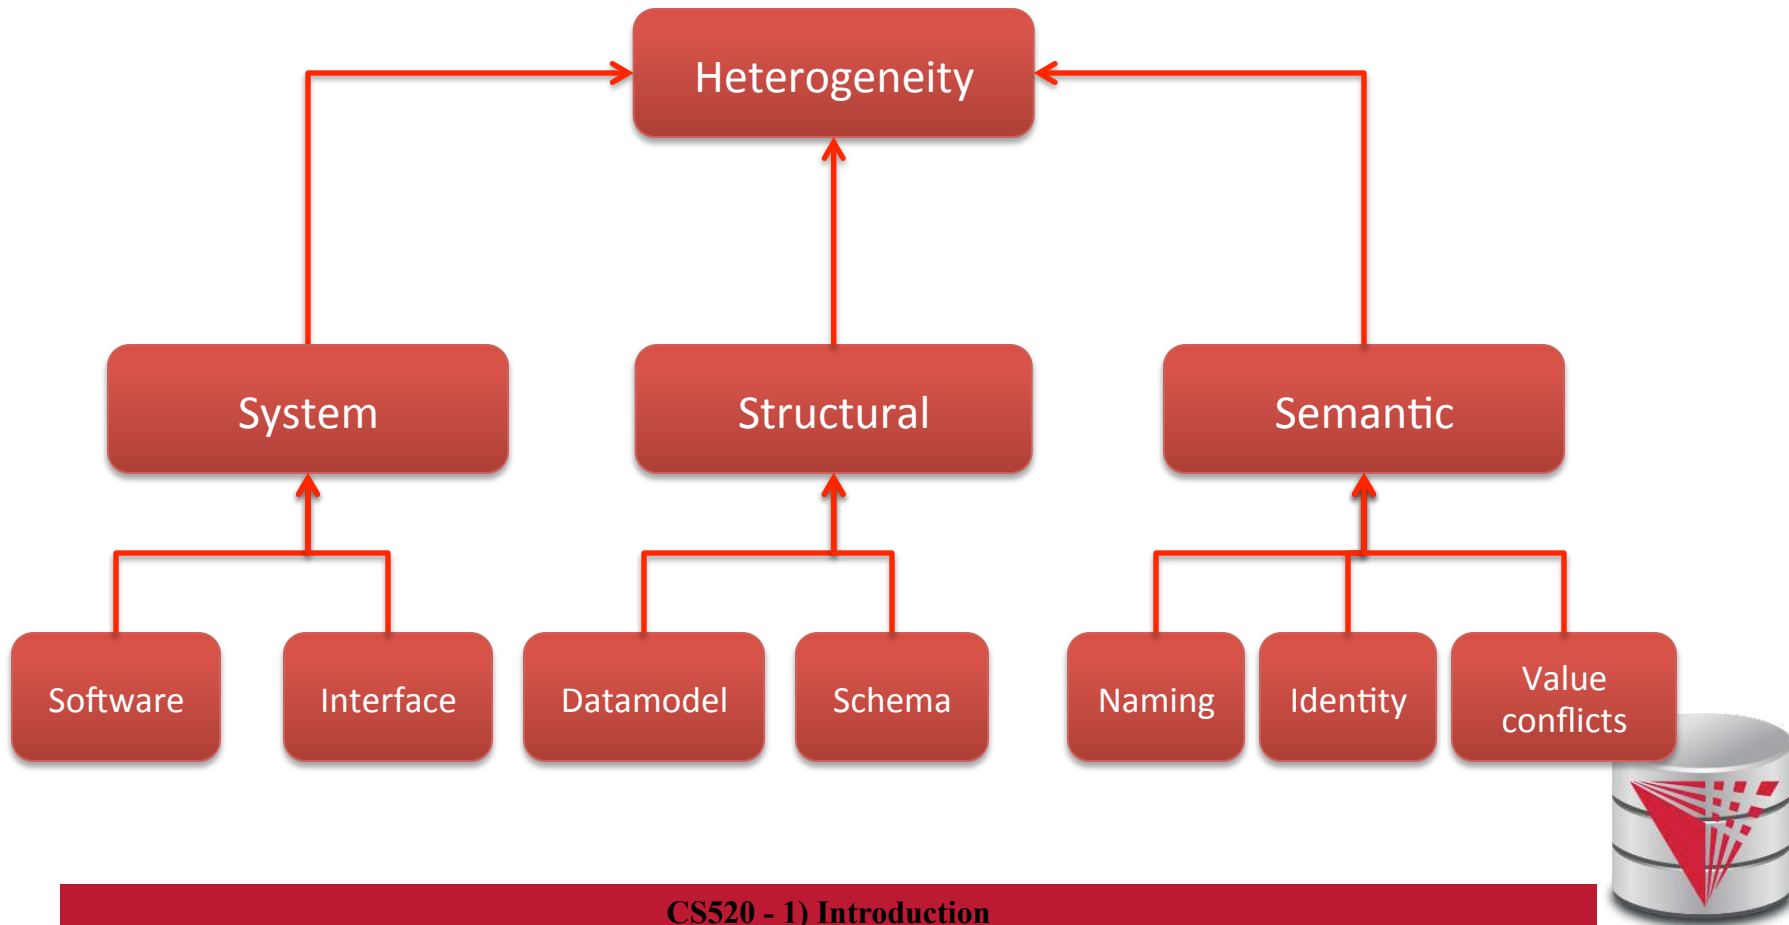 Heterogeneity
System
Structural
Semantic
Software
Interface
Datamodel
Schema
Naming
Identity
Value
conflicts
CS520 - 1) Introduction